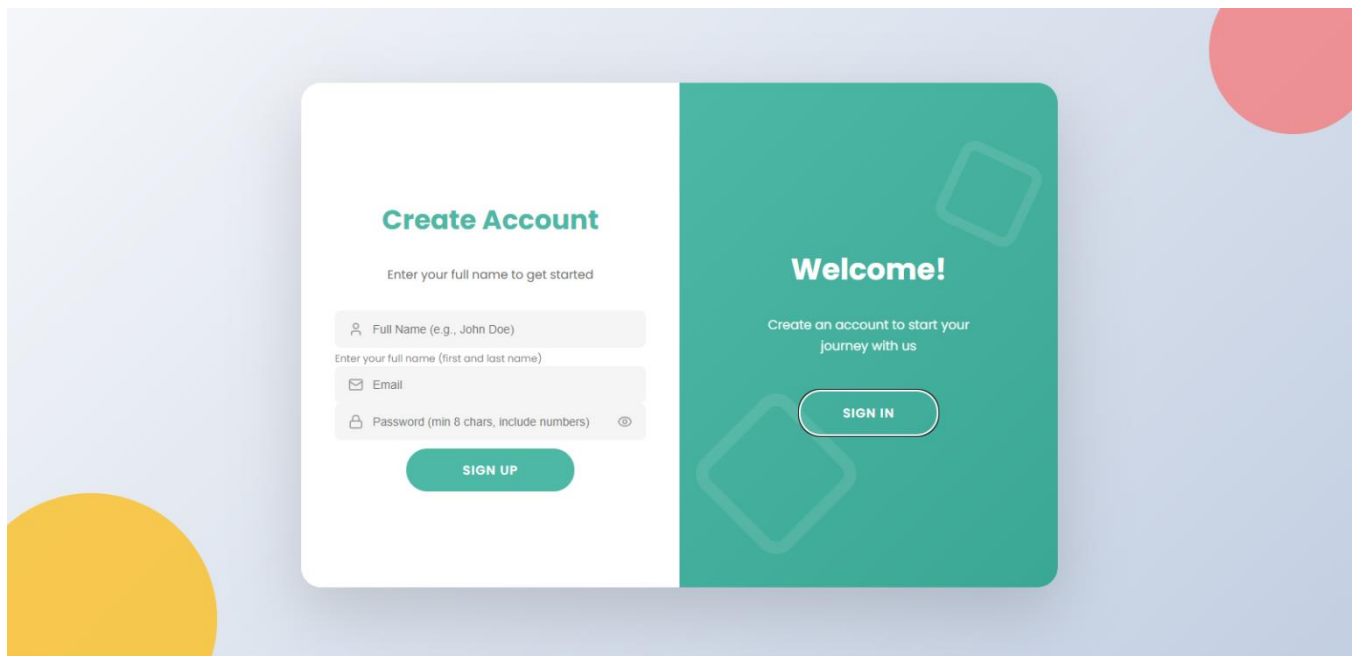 Create Account
Enter your full name to get started
Full Name (e.g., John Doe)
Enter your full name (first and last name)
Email
Password (min 8 chars, include numbers)
SIGN UP
Welcome!
Create an account to start your
journey with us
SIGN IN